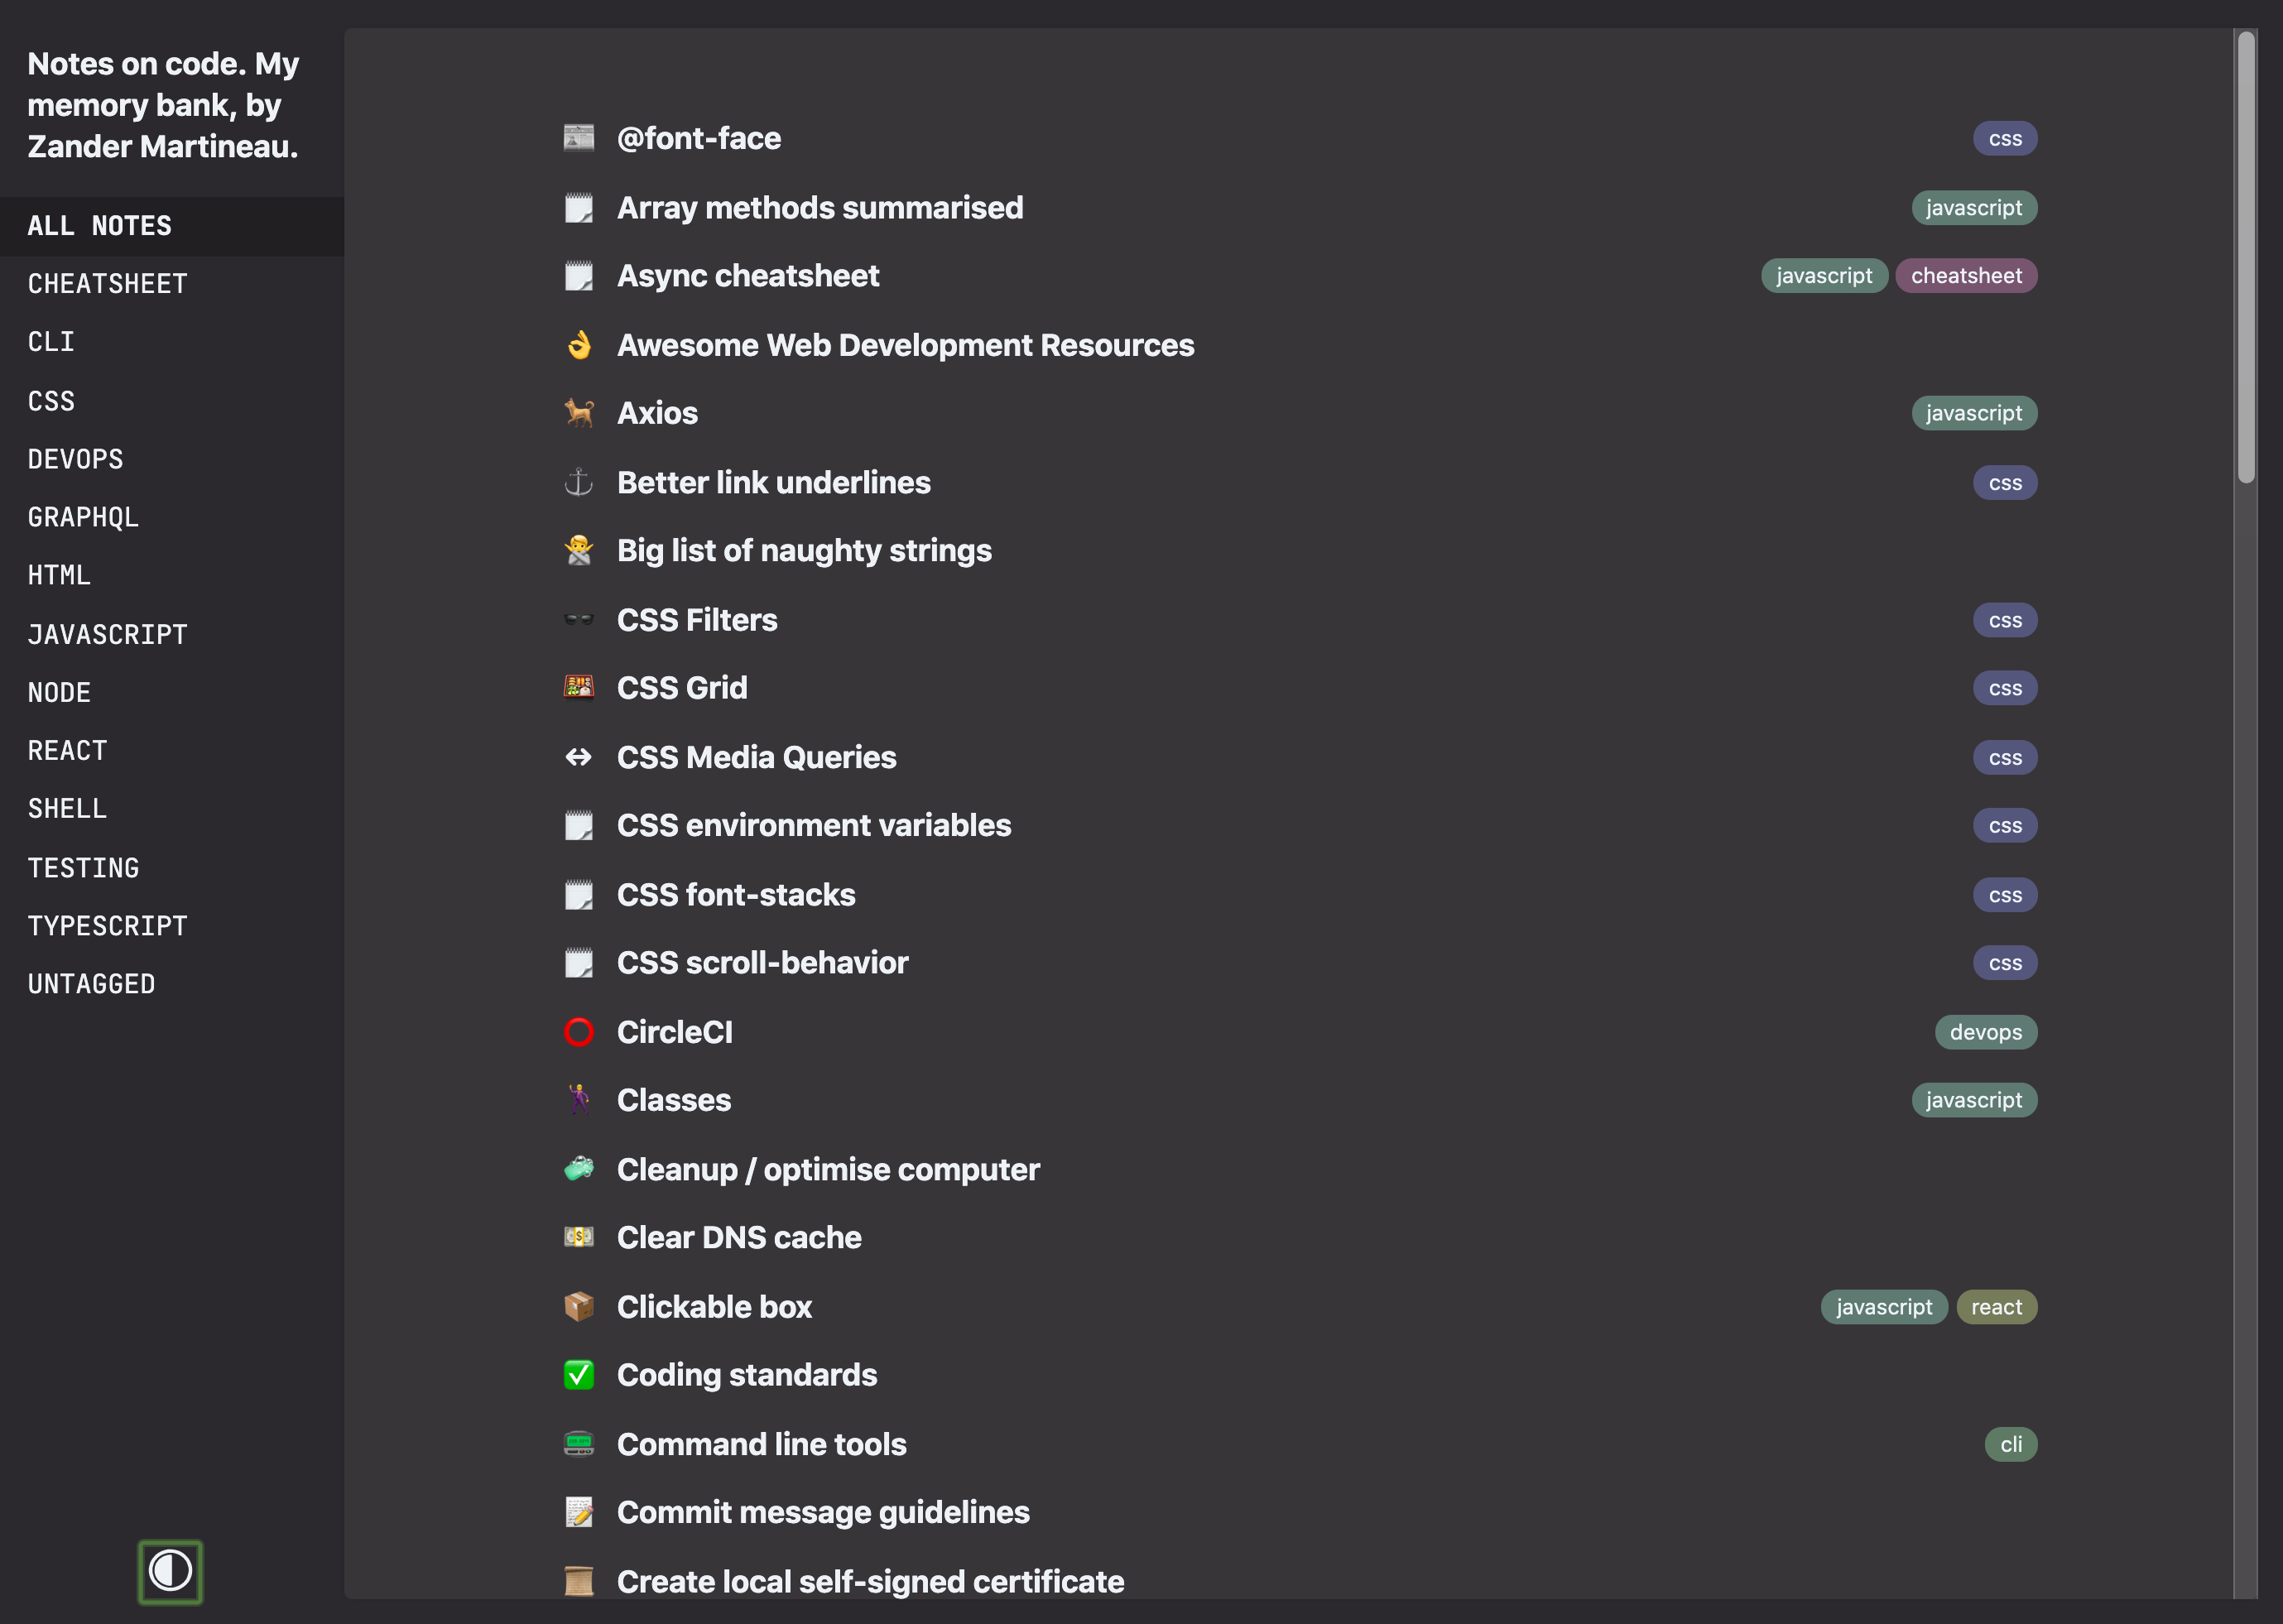 Notes on code. My
memory bank, by
Zander Martineau.
ALL NOTES
CHEATSHEET
CLI
CSS
DEVOPS
GRAPHQL
HTML
JAVASCRIPT
NODE
REACT
SHELL
TESTING
TYPESCRIPT
UNTAGGED
@font-face css
Array methods summarised javascript
Async cheatsheet javascript cheatsheet
Awesome Web Development Resources
Axios javascript
Better link underlines css
Big list of naughty strings
CSS Filters css
CSS Grid css
CSS Media Queries css
CSS environment variables css
CSS font-stacks css
CSS scroll-behavior css
CircleCI devops
Classes javascript
Cleanup / optimise computer
Clear DNS cache
Clickable box javascript react
Coding standards
Command line tools cli
Commit message guidelines
Create local self-signed certificate